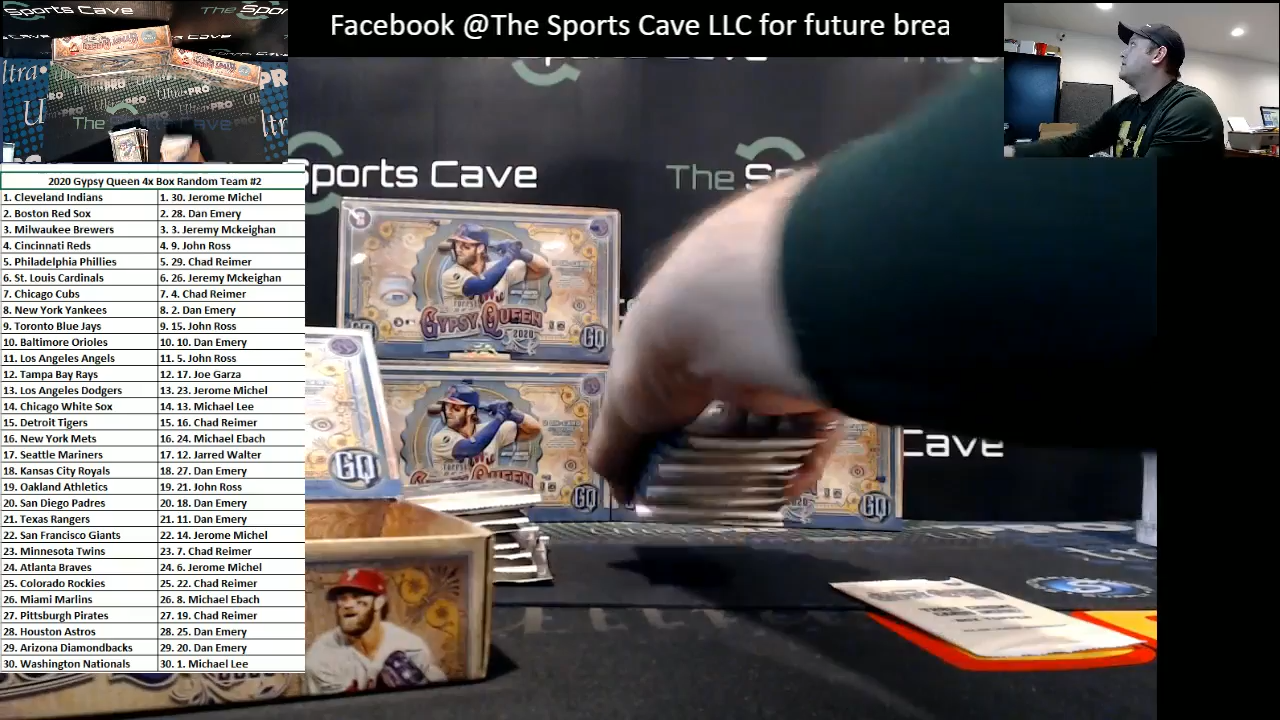 Facebook @The Sports Cave LLC for future brea
The Sports Cave
Sports Cave
The Sp
Cave
2020 Gypsy Queen 4x Box Random Team #2
1. Cleveland Indians 1. 30. Jerome Michel
2. Boston Red Sox 2. 28. Dan Emery
3. Milwaukee Brewers 3. 3. Jeremy Mckeighan
4. Cincinnati Reds 4. 9. John Ross
5. Philadelphia Phillies 5. 29. Chad Reimer
6. St. Louis Cardinals 6. 26. Jeremy Mckeighan
7. Chicago Cubs 7. 4. Chad Reimer
8. New York Yankees 8. 2. Dan Emery
9. Toronto Blue Jays 9. 15. John Ross
10. Baltimore Orioles 10. 10. Dan Emery
11. Los Angeles Angels 11. 5. John Ross
12. Tampa Bay Rays 12. 17. Joe Garza
13. Los Angeles Dodgers 13. 23. Jerome Michel
14. Chicago White Sox 14. 13. Michael Lee
15. Detroit Tigers 15. 16. Chad Reimer
16. New York Mets 16. 24. Michael Ebach
17. Seattle Mariners 17. 12. Jarred Walter
18. Kansas City Royals 18. 27. Dan Emery
19. Oakland Athletics 19. 21. John Ross
20. San Diego Padres 20. 18. Dan Emery
21. Texas Rangers 21. 11. Dan Emery
22. San Francisco Giants 22. 14. Jerome Michel
23. Minnesota Twins 23. 7. Chad Reimer
24. Atlanta Braves 24. 6. Jerome Michel
25. Colorado Rockies 25. 22. Chad Reimer
26. Miami Marlins 26. 8. Michael Ebach
27. Pittsburgh Pirates 27. 19. Chad Reimer
28. Houston Astros 28. 25. Dan Emery
29. Arizona Diamondbacks 29. 20. Dan Emery
30. Washington Nationals 30. 1. Michael Lee
GYPSY QUEEN
2020
GQ
GQ
GYPSY QUEEN
GQ
GQ